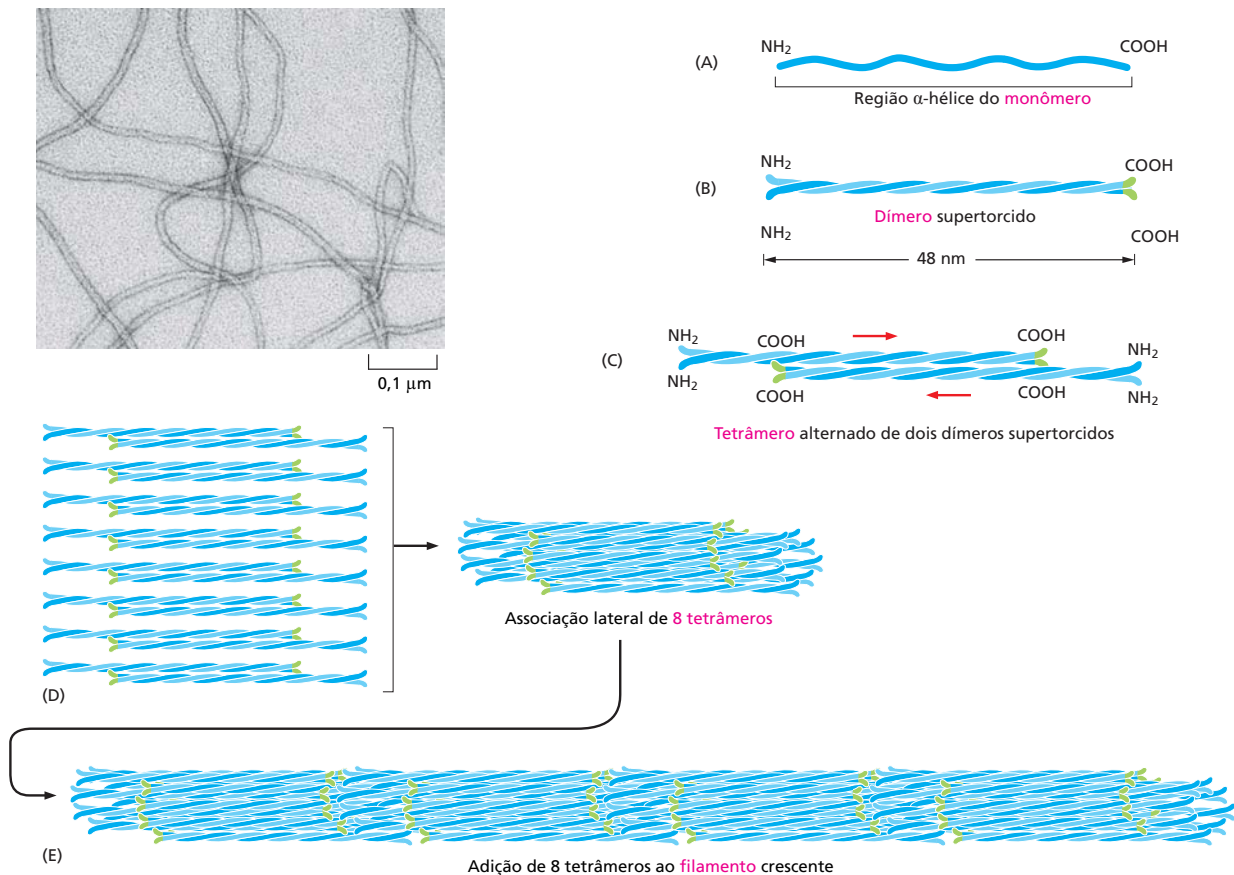 0,1 μm
(A)
NH2
COOH
Região α-hélice do monômero
(B)
NH2
COOH
Dímero supertorcido
NH2
COOH
48 nm
(C)
NH2
COOH
COOH
NH2
NH2
COOH
COOH
NH2
Tetrâmero alternado de dois dímeros supertorcidos
(D)
Associação lateral de 8 tetrâmeros
(E)
Adição de 8 tetrâmeros ao filamento crescente